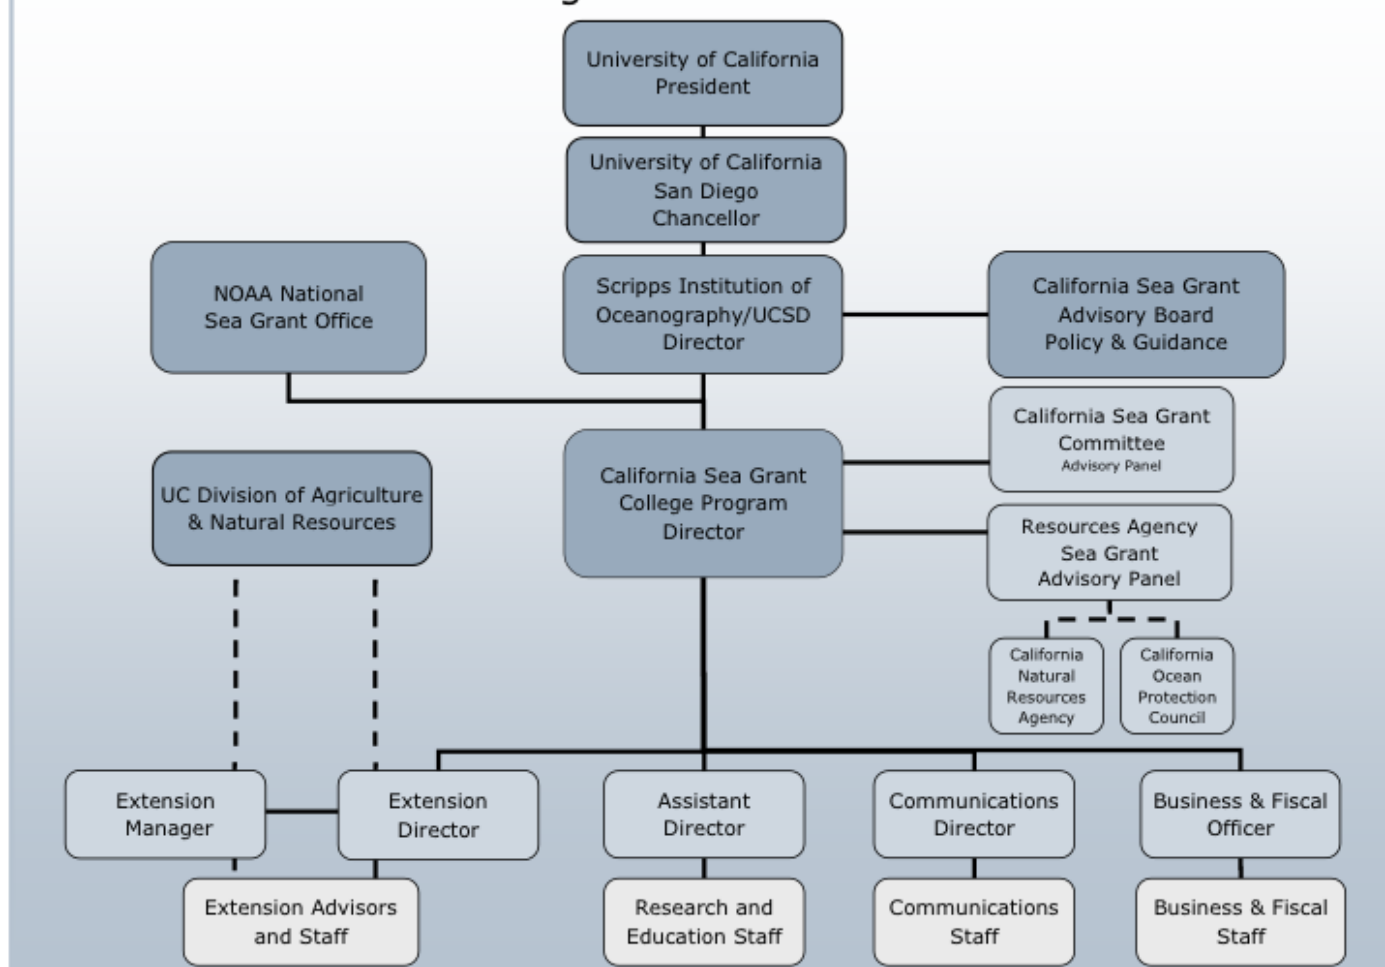 University of California
President
University of California
San Diego
Chancellor
NOAA National
Sea Grant Office
Scripps Institution of
Oceanography/UCSD
Director
California Sea Grant
Advisory Board
Policy & Guidance
California Sea Grant
Committee
Advisory Panel
UC Division of Agriculture
& Natural Resources
California Sea Grant
College Program
Director
Resources Agency
Sea Grant
Advisory Panel
California
Natural
Resources
Agency
California
Ocean
Protection
Council
Extension
Manager
Extension
Director
Assistant
Director
Communications
Director
Business & Fiscal
Officer
Extension Advisors
and Staff
Research and
Education Staff
Communications
Staff
Business & Fiscal
Staff